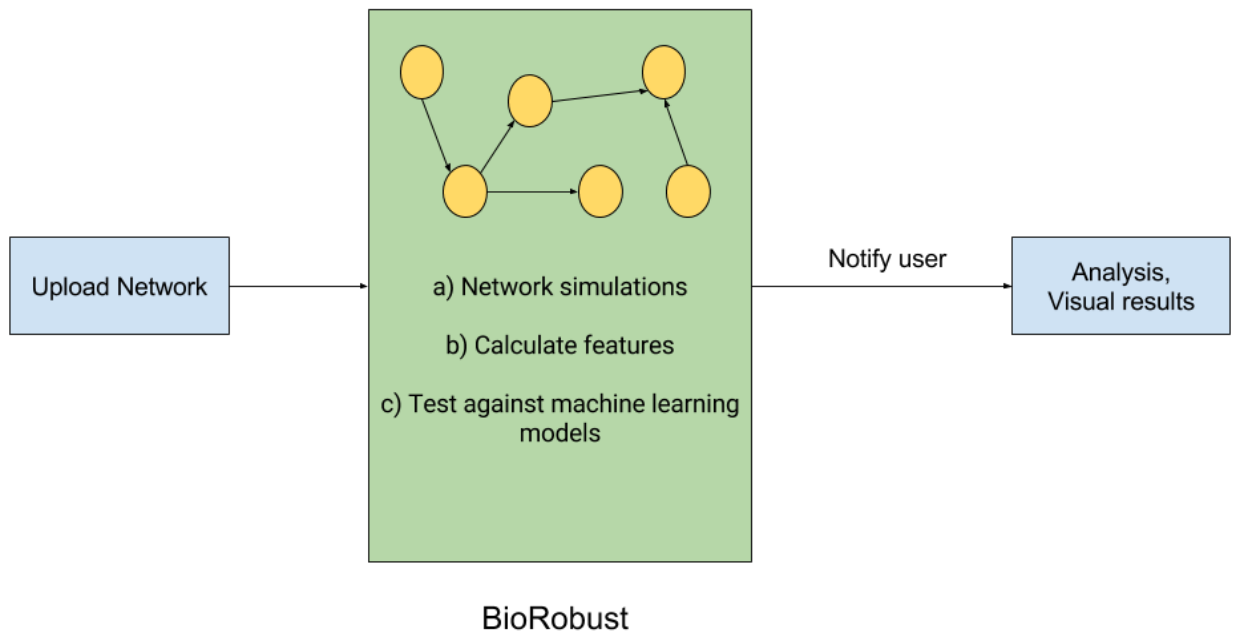 Upload Network
a) Network simulations
b) Calculate features
c) Test against machine learning
models
Notify user
Analysis,
Visual results
BioRobust